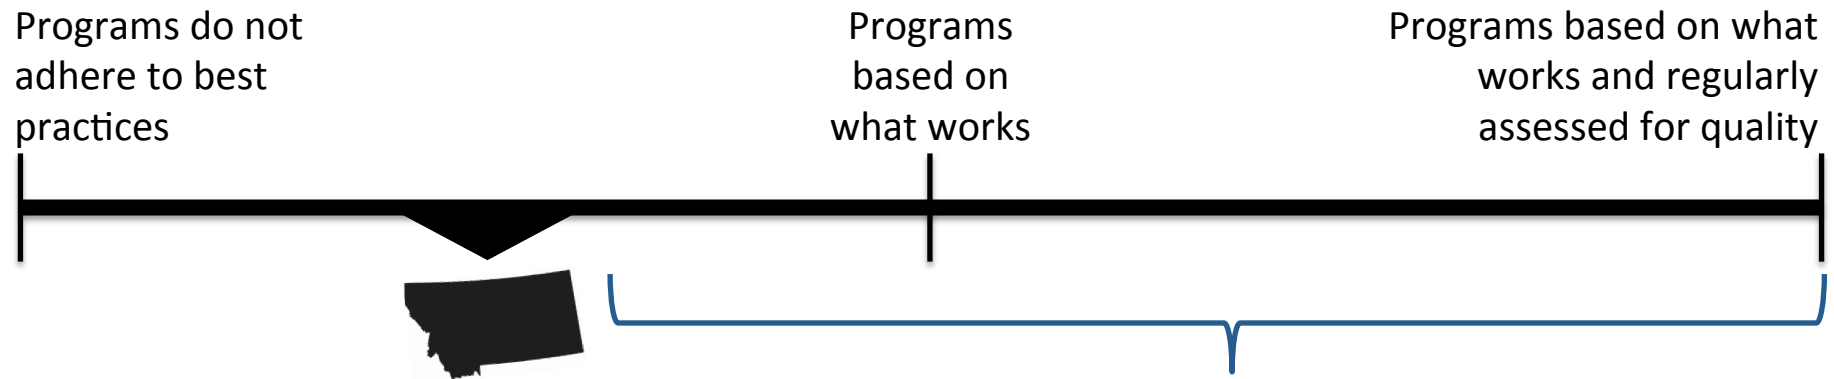 Programs do not
adhere to best
practices
Programs
based on
what works
Programs based on what
works and regularly
assessed for quality